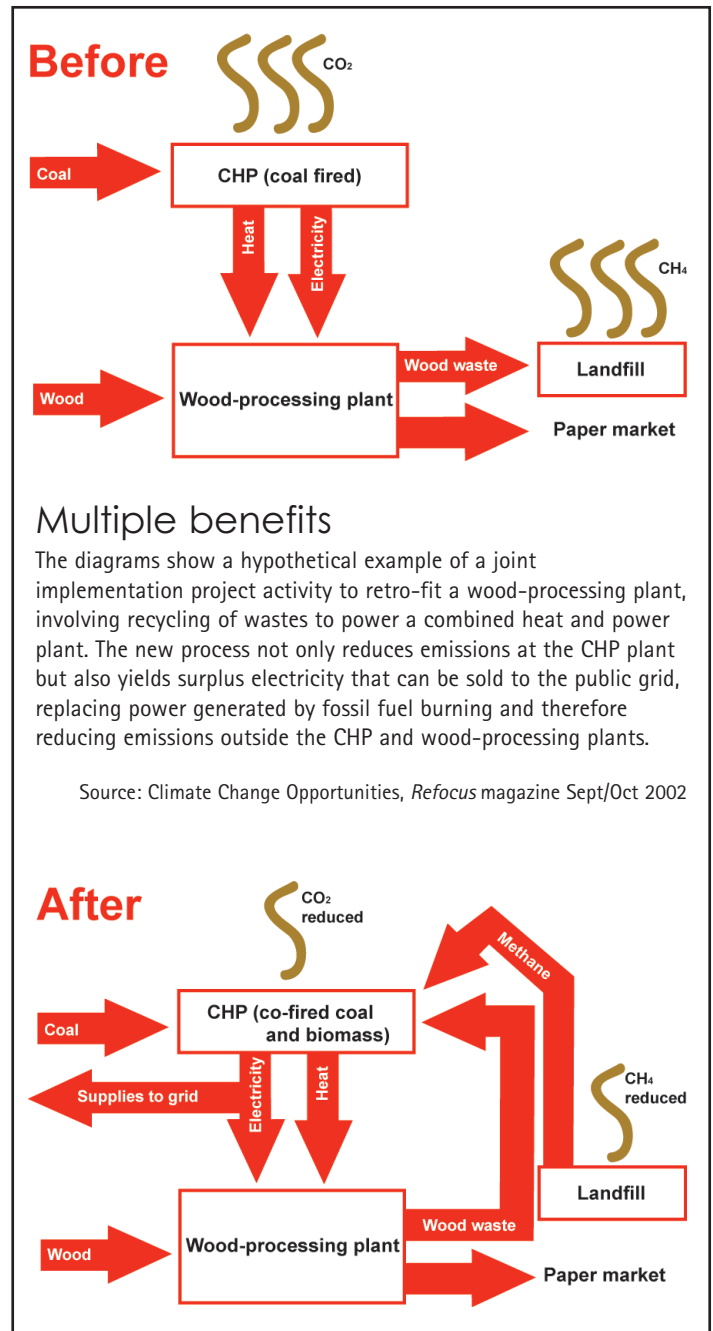 Before
CO₂
Coal
CHP (coal fired)
Heat
Electricity
CH₄
Wood
Wood-processing plant
Wood waste
Landfill
Paper market
Multiple benefits
The diagrams show a hypothetical example of a joint
implementation project activity to retro-fit a wood-processing plant,
involving recycling of wastes to power a combined heat and power
plant. The new process not only reduces emissions at the CHP plant
but also yields surplus electricity that can be sold to the public grid,
replacing power generated by fossil fuel burning and therefore
reducing emissions outside the CHP and wood-processing plants.
Source: Climate Change Opportunities, Refocus magazine Sept/Oct 2002
After
CO₂
reduced
Methane
Coal
CHP (co-fired coal
and biomass)
Supplies to grid
Electricity
Heat
CH₄
reduced
Landfill
Wood
Wood-processing plant
Wood waste
Paper market